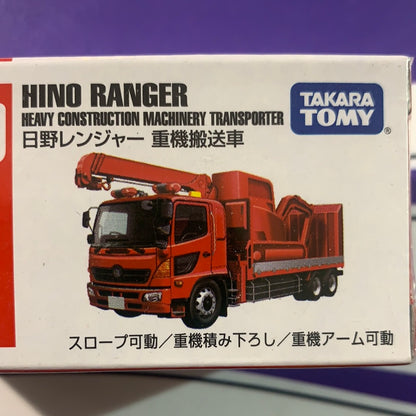 HINO RANGER
HEAVY CONSTRUCTION MACHINERY TRANSPORTER
日野レンジャー 重機搬送車
TAKARA
TOMY
®
スロープ可動／重機積み下ろし／重機アーム可動